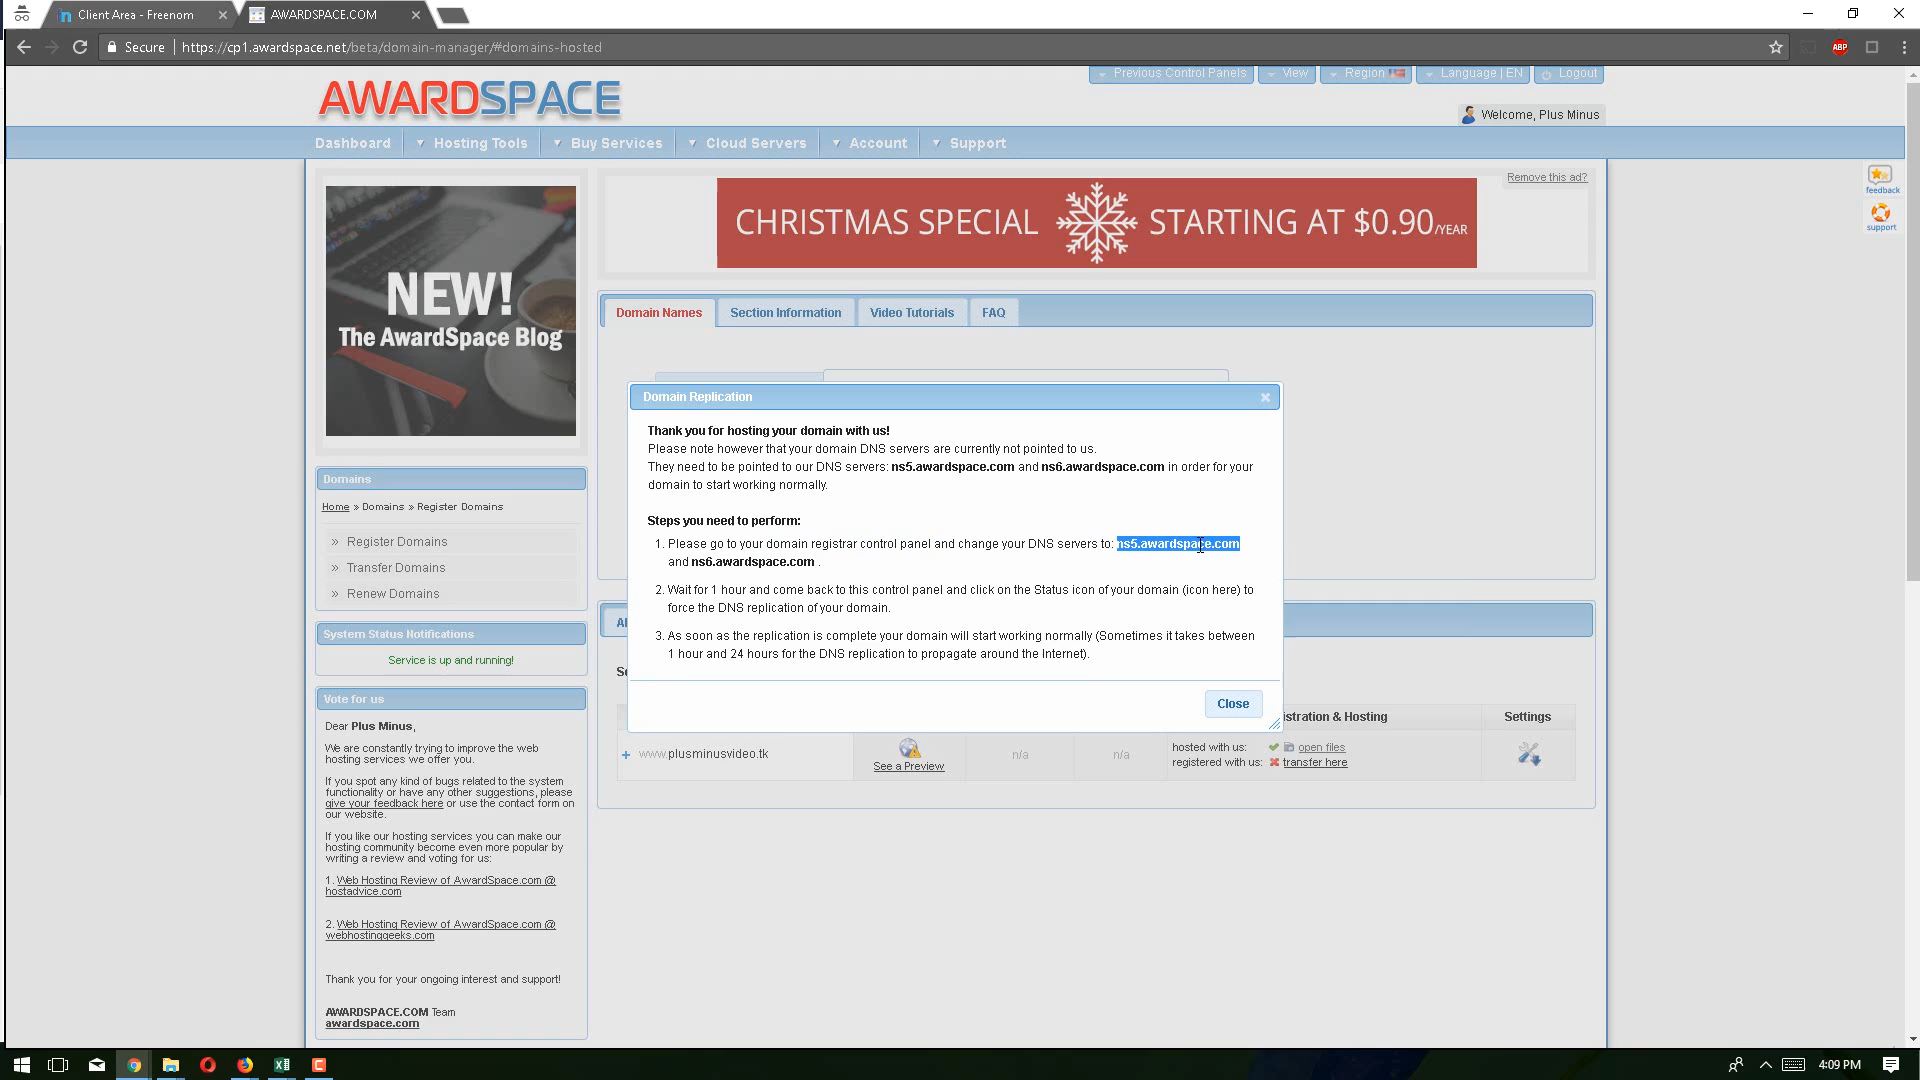 Client Area - Freenom
AWARDSPACE.COM
Secure
https://cp1.awardspace.net/beta/domain-manager/#domains-hosted
ABP
Previous Control Panels
View
Region
Language | EN
Logout
AWARDSPACE
Welcome, Plus Minus
Dashboard
Hosting Tools
Buy Services
Cloud Servers
Account
Support
feedback
support
NEW!
The AwardSpace Blog
Remove this ad?
CHRISTMAS SPECIAL STARTING AT $0.90/YEAR
Domain Names
Section Information
Video Tutorials
FAQ
Domain Replication
Thank you for hosting your domain with us!
Please note however that your domain DNS servers are currently not pointed to us.
They need to be pointed to our DNS servers: ns5.awardspace.com and ns6.awardspace.com in order for your
domain to start working normally.
Steps you need to perform:
1. Please go to your domain registrar control panel and change your DNS servers to: ns5.awardspace.com
and ns6.awardspace.com .
2. Wait for 1 hour and come back to this control panel and click on the Status icon of your domain (icon here) to
force the DNS replication of your domain.
3. As soon as the replication is complete your domain will start working normally (Sometimes it takes between
1 hour and 24 hours for the DNS replication to propagate around the Internet).
Close
Domains
Home » Domains » Register Domains
» Register Domains
» Transfer Domains
» Renew Domains
System Status Notifications
Service is up and running!
Vote for us
Dear Plus Minus,
We are constantly trying to improve the web
hosting services we offer you.
If you spot any kind of bugs related to the system
functionality or have any other suggestions, please
give your feedback here or use the contact form on
our website.
If you like our hosting services you can make our
hosting community become even more popular by
writing a review and voting for us:
1. Web Hosting Review of AwardSpace.com @
hostadvice.com
2. Web Hosting Review of AwardSpace.com @
webhostinggeeks.com
Thank you for your ongoing interest and support!
AWARDSPACE.COM Team
awardspace.com
istration & Hosting
Settings
+ www.plusminusvideo.tk
See a Preview
n/a
n/a
hosted with us: open files
registered with us: transfer here
4:09 PM